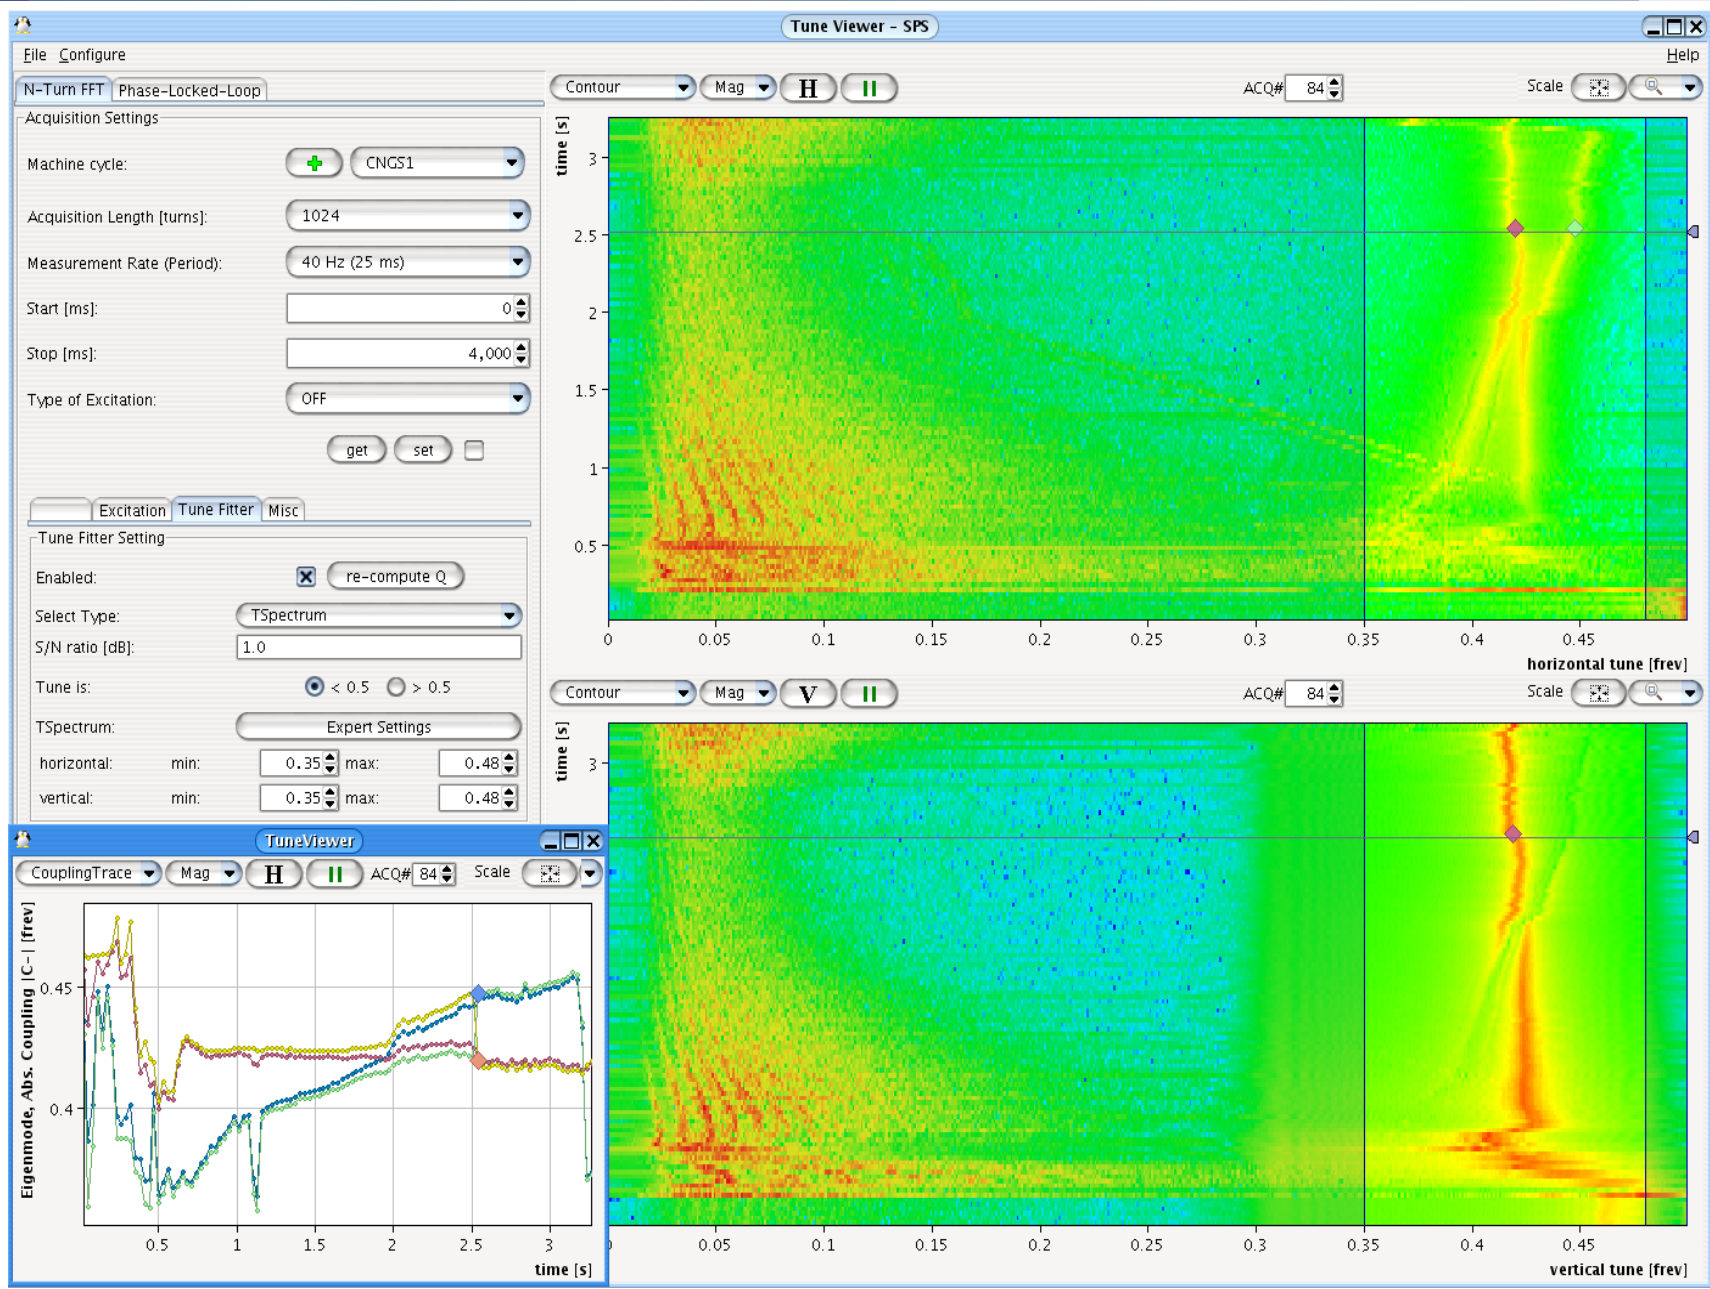 Tune Viewer - SPS
File Configure Help
N-Turn FFT Phase-Locked-Loop
Acquisition Settings
Machine cycle: CNGS1
Acquisition Length [turns]: 1024
Measurement Rate (Period): 40 Hz (25 ms)
Start [ms]: 0
Stop [ms]: 4,000
Type of Excitation: OFF
get set
Excitation Tune Fitter Misc
Tune Fitter Setting
Enabled: re-compute Q
Select Type: TSpectrum
S/N ratio [dB]: 1.0
Tune is: < 0.5 > 0.5
TSpectrum: Expert Settings
horizontal: min: 0.35 max: 0.48
vertical: min: 0.35 max: 0.48
Contour Mag H ACQ# 84 Scale
time [s]
3
2.5
2
1.5
1
0.5
0 0.05 0.1 0.15 0.2 0.25 0.3 0.35 0.4 0.45
horizontal tune [frev]
Contour Mag V ACQ# 84 Scale
time [s]
3
0.05 0.1 0.15 0.2 0.25 0.3 0.35 0.4 0.45
vertical tune [frev]
TuneViewer
CouplingTrace Mag H ACQ# 84 Scale
Eigenmode, Abs. Coupling |C-| [frev]
0.45
0.4
0.5 1 1.5 2 2.5 3
time [s]